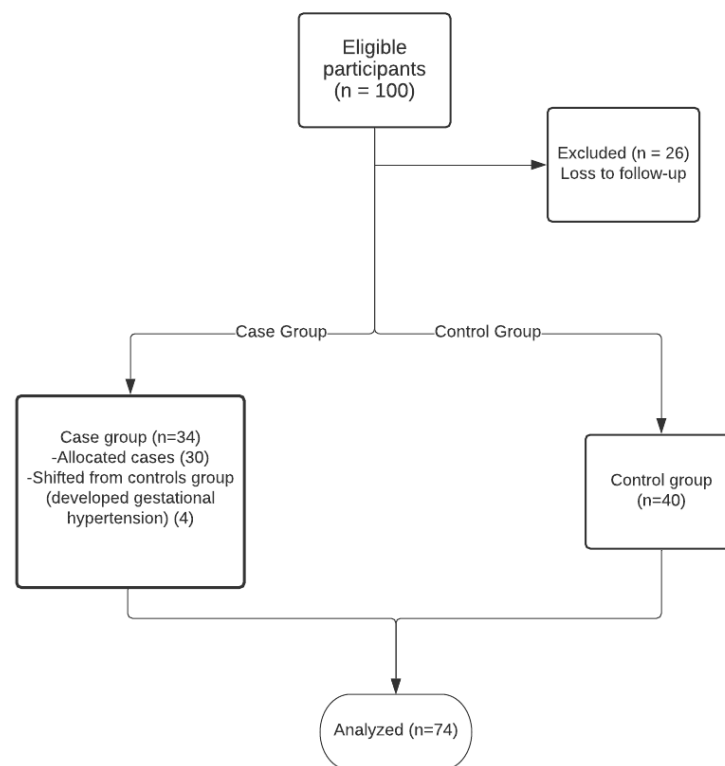 Eligible
participants
(n = 100)
Excluded (n = 26)
Loss to follow-up
Case Group
Control Group
Case group (n=34)
-Allocated cases (30)
-Shifted from controls group
(developed gestational
hypertension) (4)
Control group
(n=40)
Analyzed (n=74)